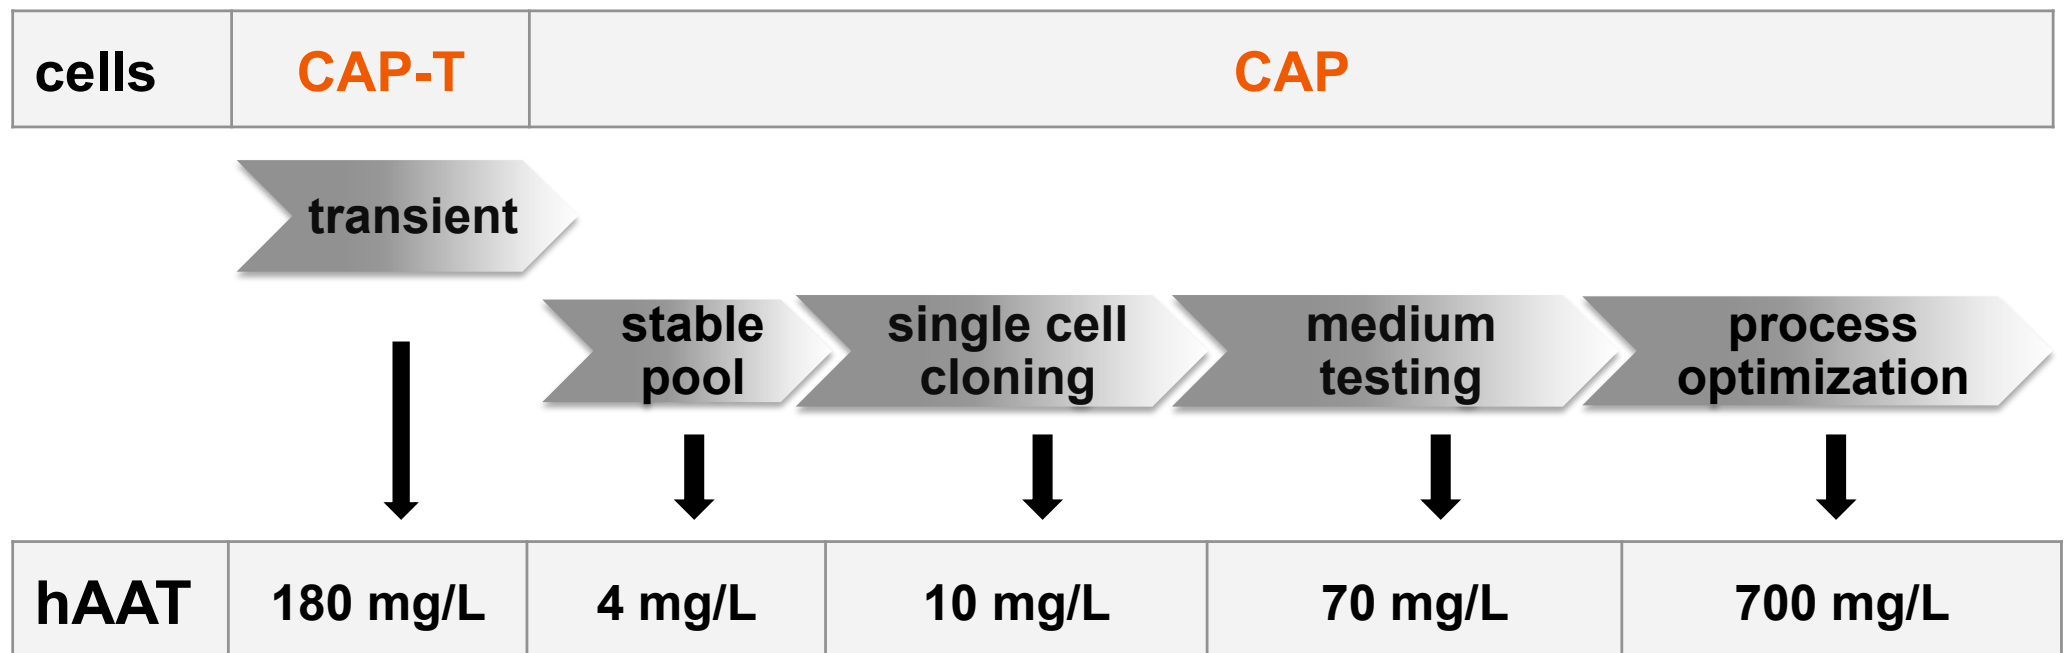 cells CAP-T CAP
transient
stable
pool
single cell
cloning
medium
testing
process
optimization
hAAT 180 mg/L 4 mg/L 10 mg/L 70 mg/L 700 mg/L